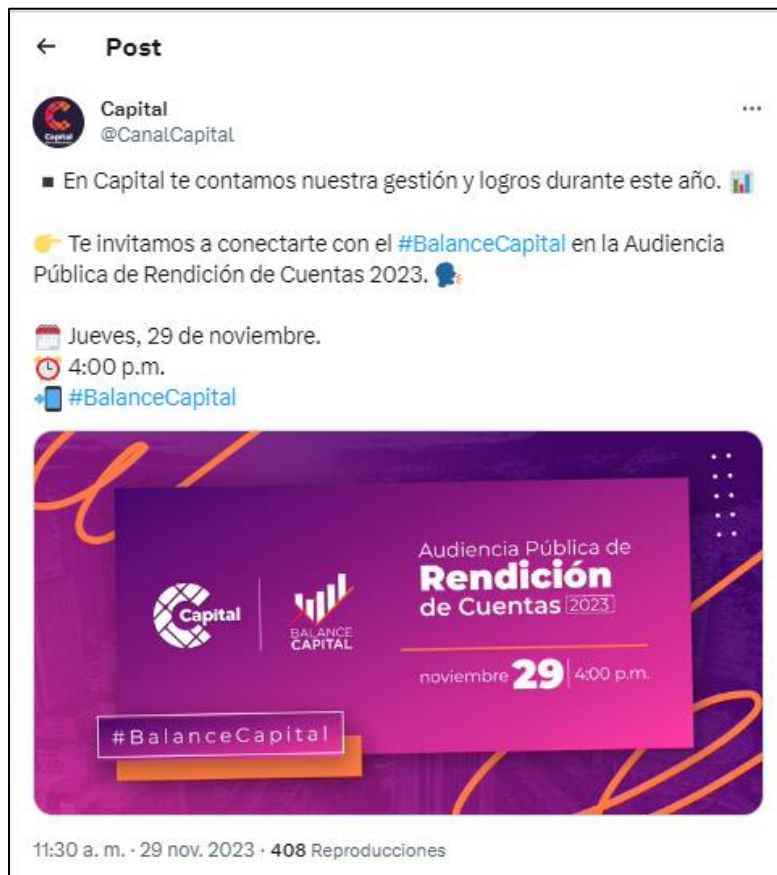 Post
Capital
@CanalCapital
En Capital te contamos nuestra gestión y logros durante este año.
Te invitamos a conectarte con el #BalanceCapital en la Audiencia
Pública de Rendición de Cuentas 2023.
Jueves, 29 de noviembre.
4:00 p.m.
#BalanceCapital
Capital
BALANCE
CAPITAL
Audiencia Pública de
Rendición
de Cuentas 2023
noviembre 29 | 4:00 p.m.
#BalanceCapital
11:30 a. m. · 29 nov. 2023 · 408 Reproducciones